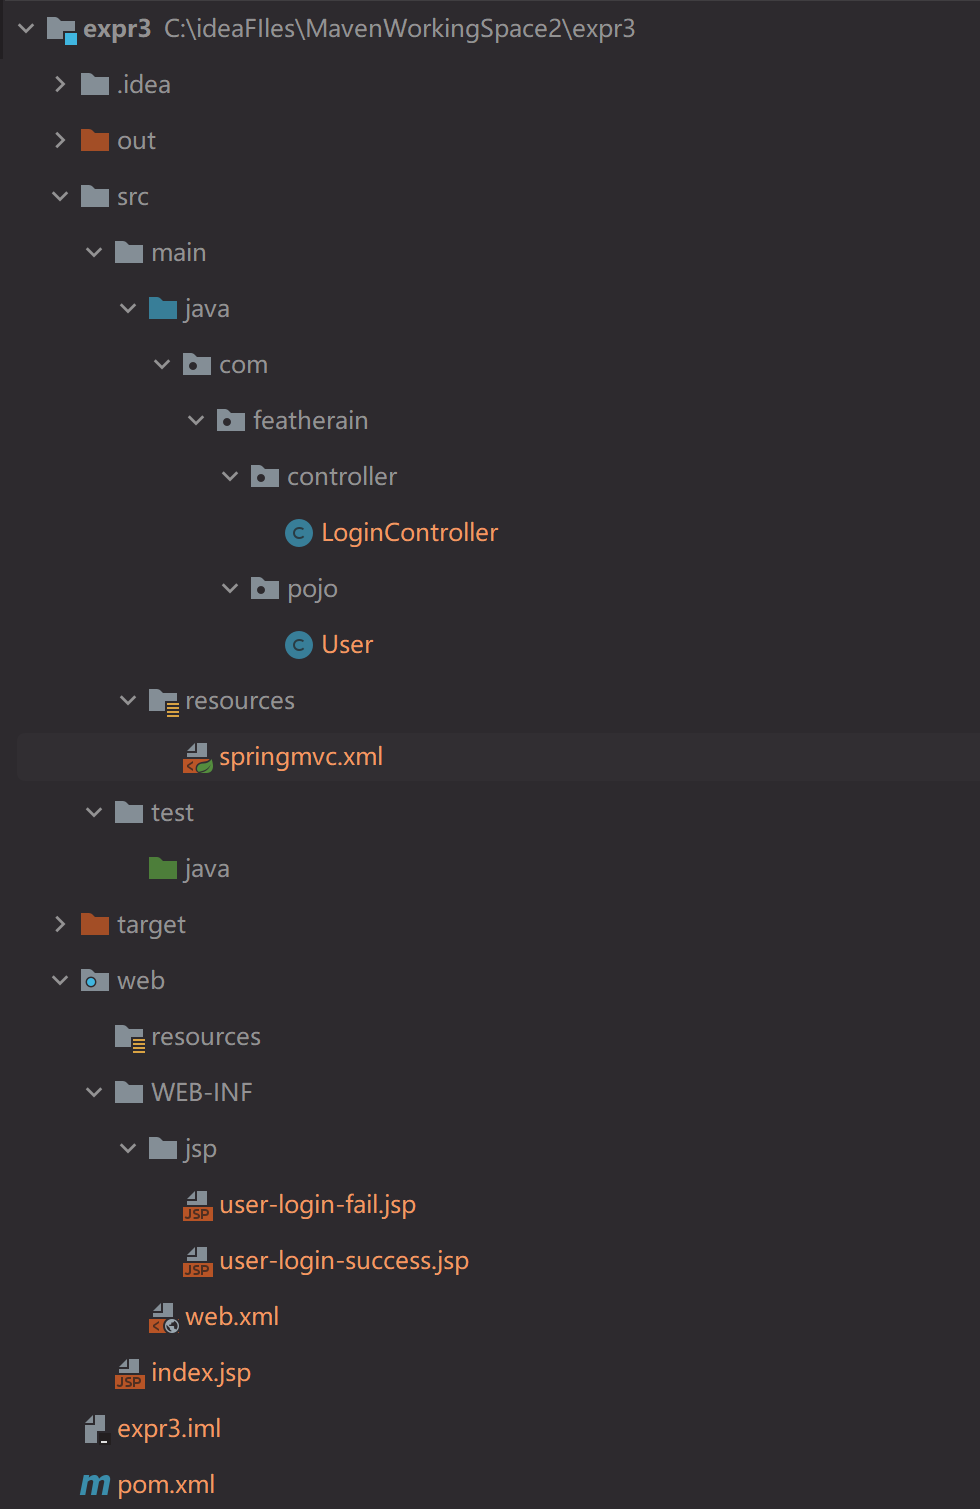 expr3 C:\ideaFIles\MavenWorkingSpace2\expr3
.idea
out
src
main
java
com
featherain
controller
C LoginController
pojo
C User
resources
springmvc.xml
test
java
target
web
resources
WEB-INF
jsp
JSP user-login-fail.jsp
JSP user-login-success.jsp
web.xml
JSP index.jsp
expr3.iml
m pom.xml